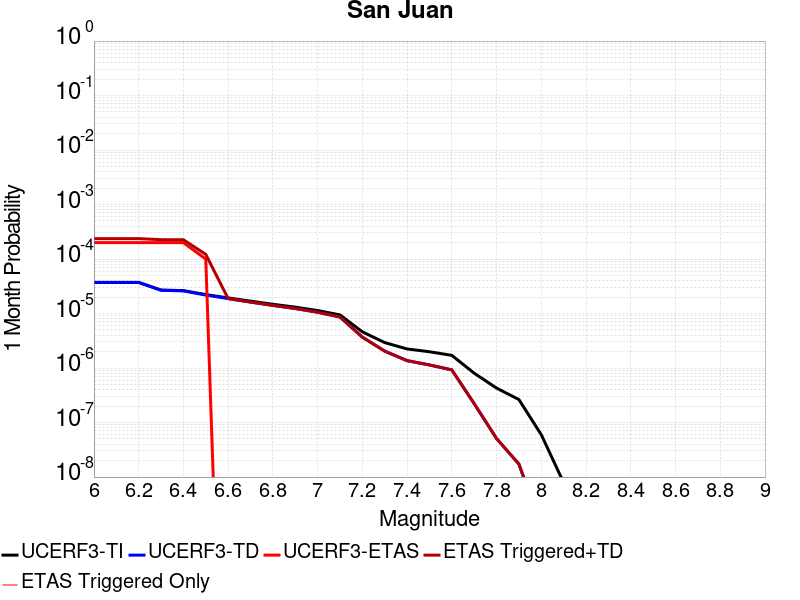 San Juan
1 Month Probability
10^0
10^-1
10^-2
10^-3
10^-4
10^-5
10^-6
10^-7
10^-8
6 6.2 6.4 6.6 6.8 7 7.2 7.4 7.6 7.8 8 8.2 8.4 8.6 8.8 9
Magnitude
UCERF3-TI UCERF3-TD UCERF3-ETAS ETAS Triggered+TD
ETAS Triggered Only